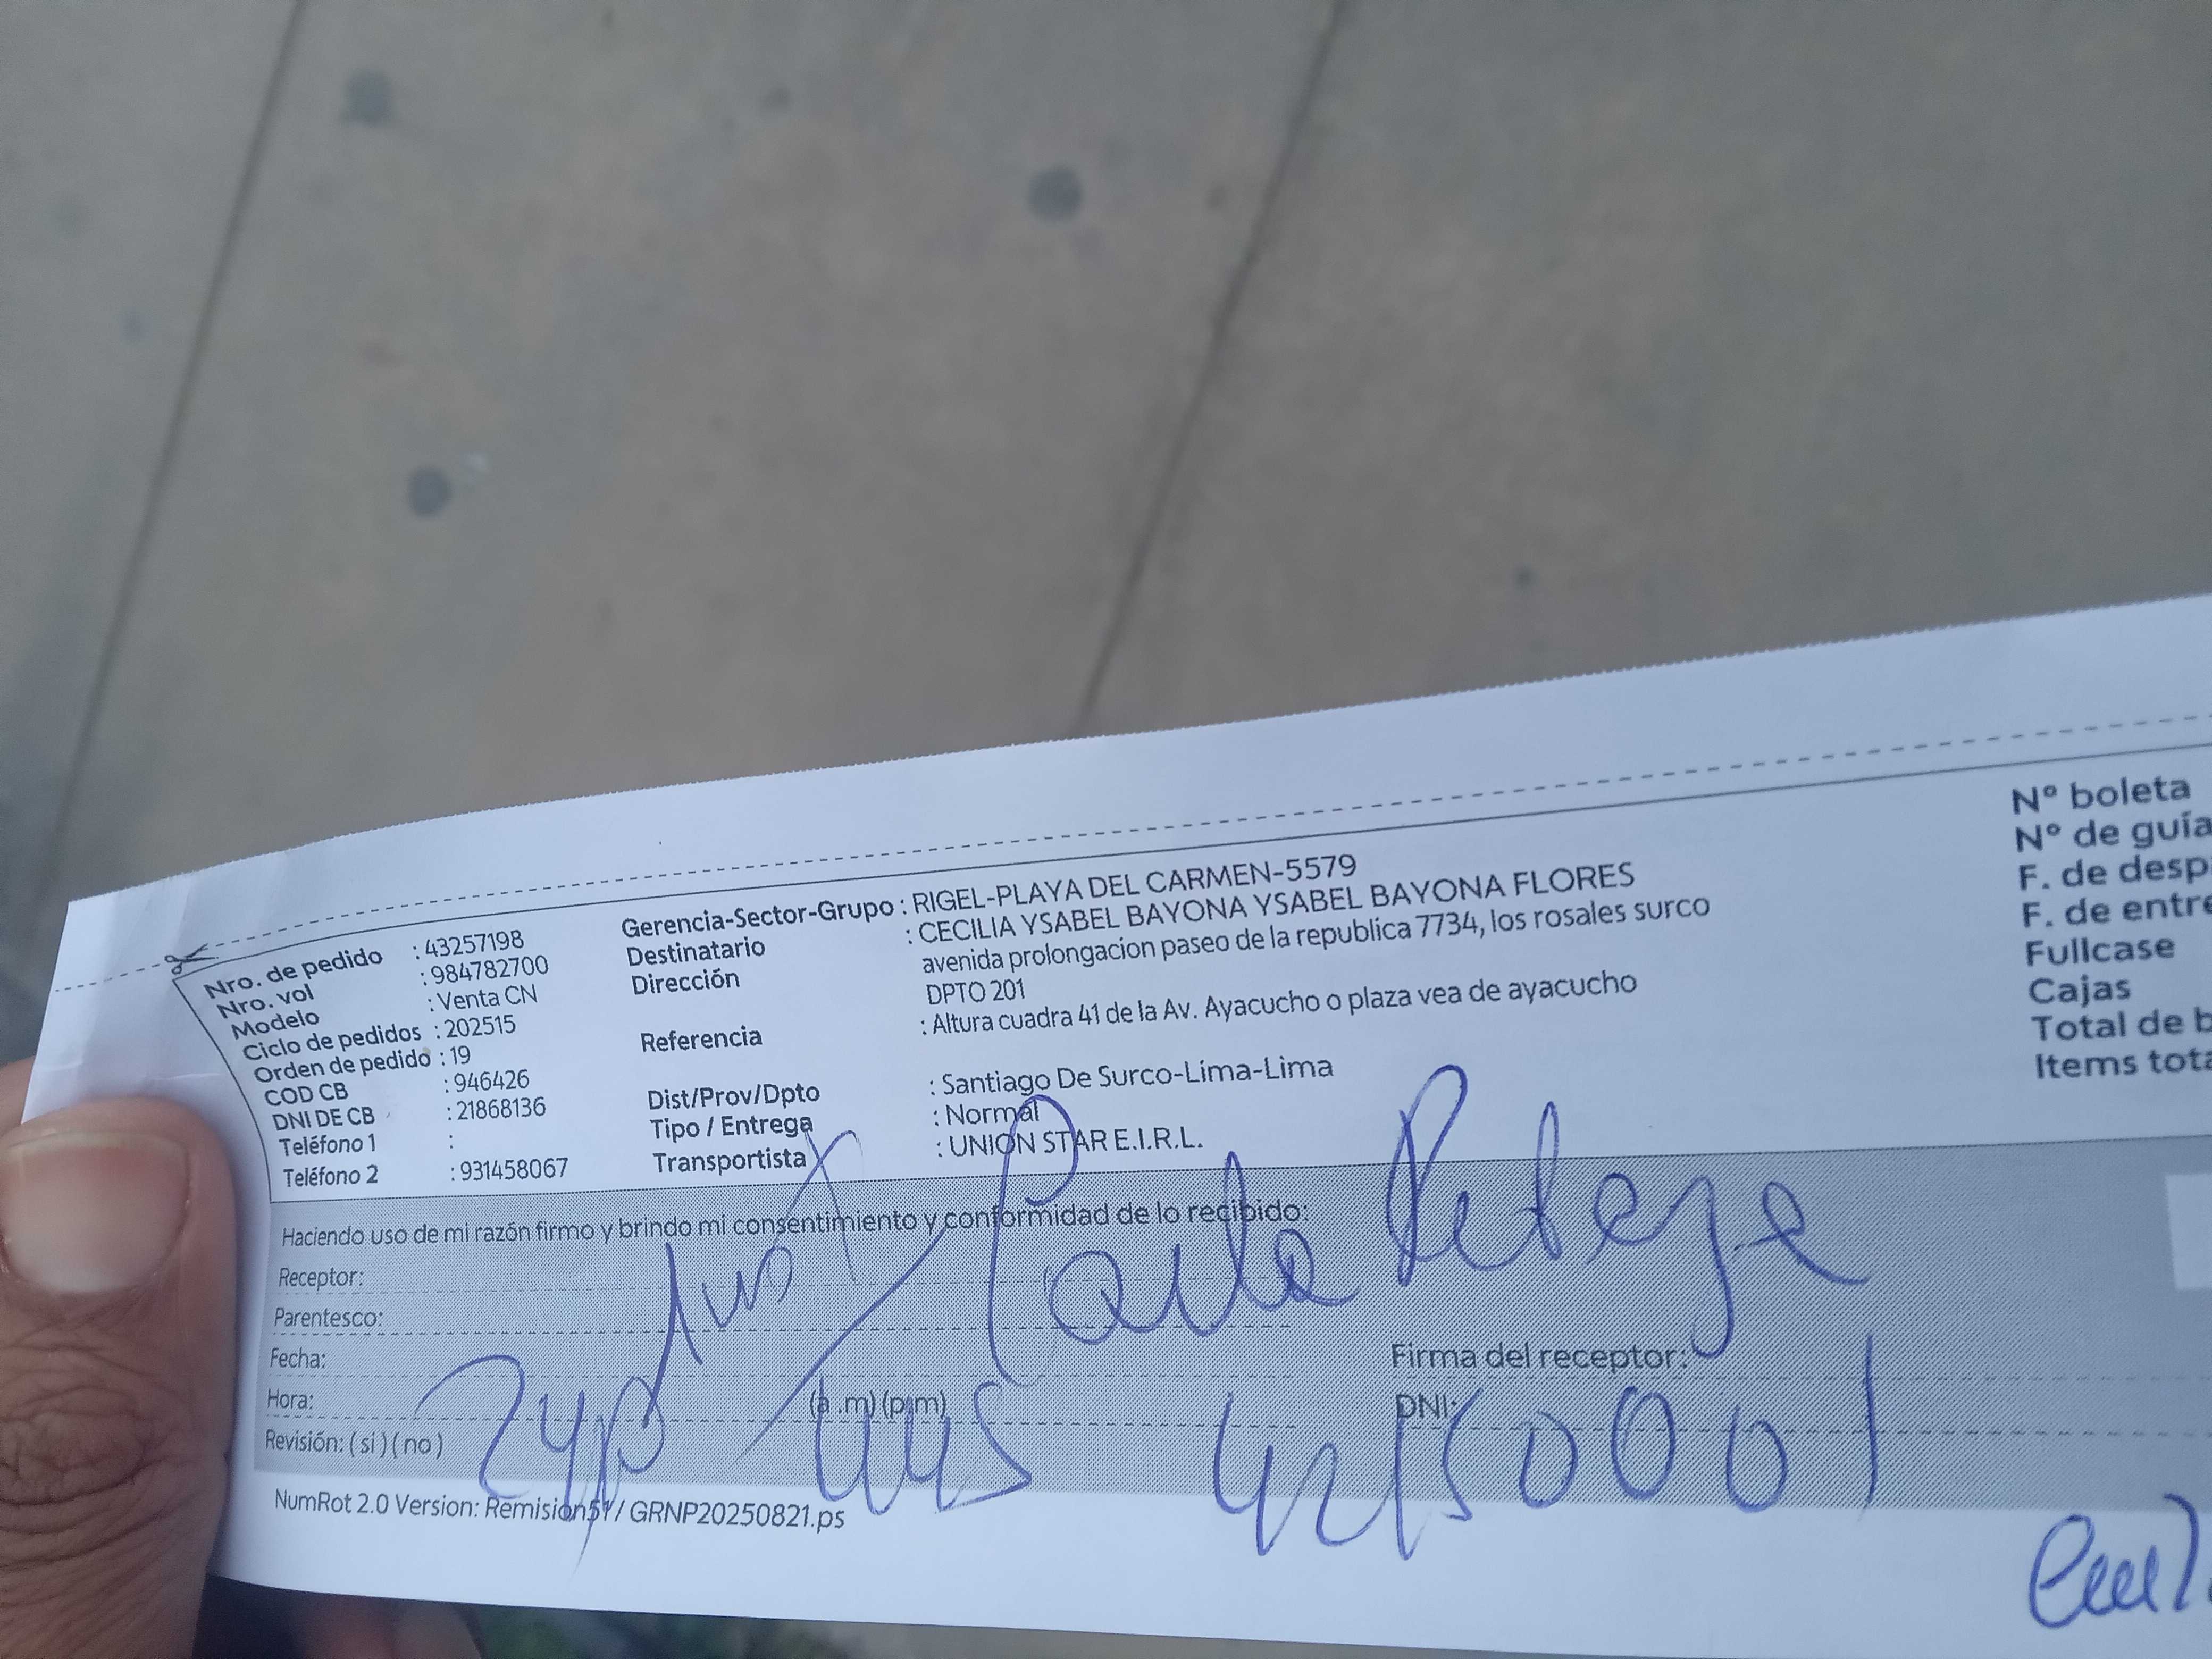 Nro. de pedido : 43257198
Nro. vol : 984782700
Modelo : Venta CN
Ciclo de pedidos : 202515
Orden de pedido : 19
COD CB : 946426
DNI DE CB : 21868136
Teléfono 1 :
Teléfono 2 : 931458067
Gerencia-Sector-Grupo : RIGEL-PLAYA DEL CARMEN-5579
Destinatario : CECILIA YSABEL BAYONA YSABEL BAYONA FLORES
Dirección avenida prolongacion paseo de la republica 7734, los rosales surco
DPTO 201
Referencia : Altura cuadra 41 de la Av. Ayacucho o plaza vea de ayacucho
Dist/Prov/Dpto : Santiago De Surco-Lima-Lima
Tipo / Entrega : Normal
Transportista : UNION STAR E.I.R.L.
N° boleta
N° de guía
F. de desp
F. de entre
Fullcase
Cajas
Total de b
Items tota
Haciendo uso de mi razón firmo y brindo mi consentimiento y conformidad de lo recibido:
Receptor:
Parentesco:
Fecha:
Hora: (a .m) (p .m)
Revisión: ( si ) ( no )
Firma del receptor:
DNI: 42150001
NumRot 2.0 Version: Remision51 / GRNP20250821.ps